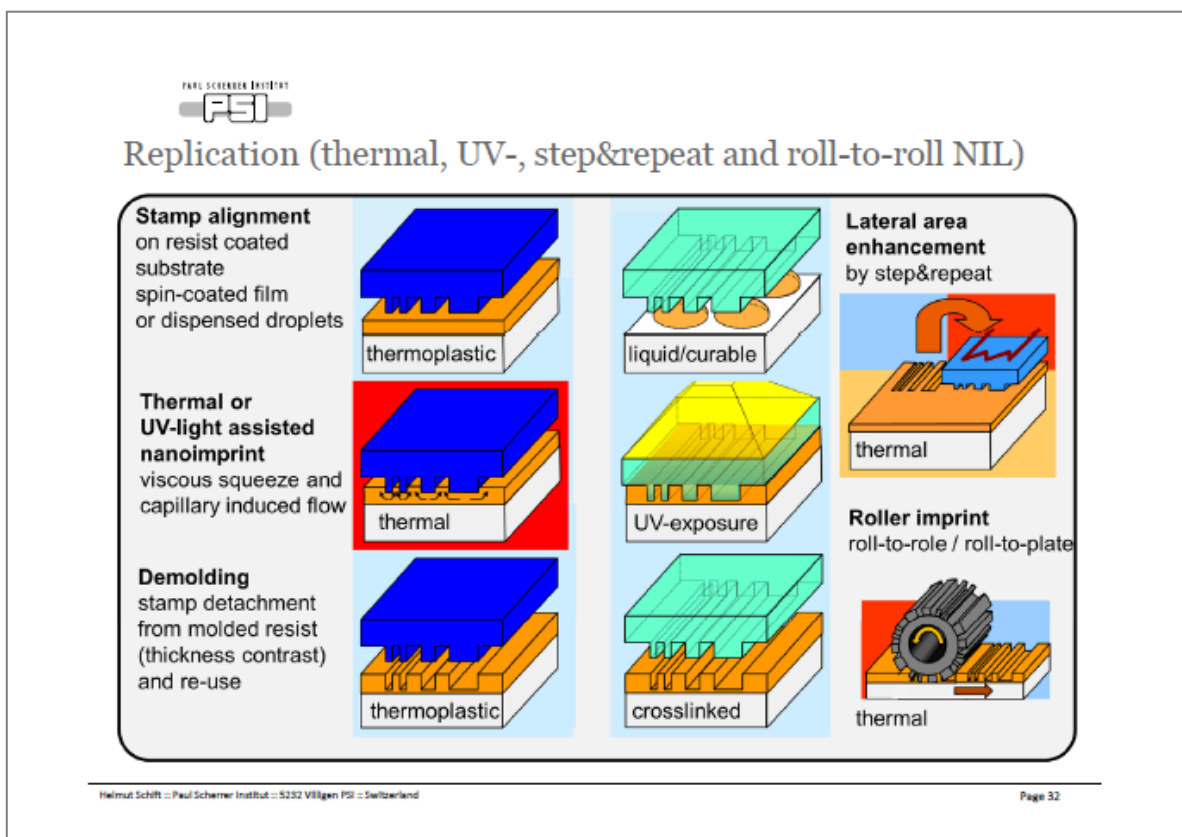 PAUL SCHERRER INSTITUT
PSI
Replication (thermal, UV-, step&repeat and roll-to-roll NIL)
Stamp alignment
on resist coated
substrate
spin-coated film
or dispensed droplets
thermoplastic
liquid/curable
Thermal or
UV-light assisted
nanoimprint
viscous squeeze and
capillary induced flow
thermal
UV-exposure
Demolding
stamp detachment
from molded resist
(thickness contrast)
and re-use
thermoplastic
crosslinked
Lateral area
enhancement
by step&repeat
thermal
Roller imprint
roll-to-role / roll-to-plate
thermal
Helmut Schift :: Paul Scherrer Institut :: 5232 Villigen PSI :: Switzerland
Page 32